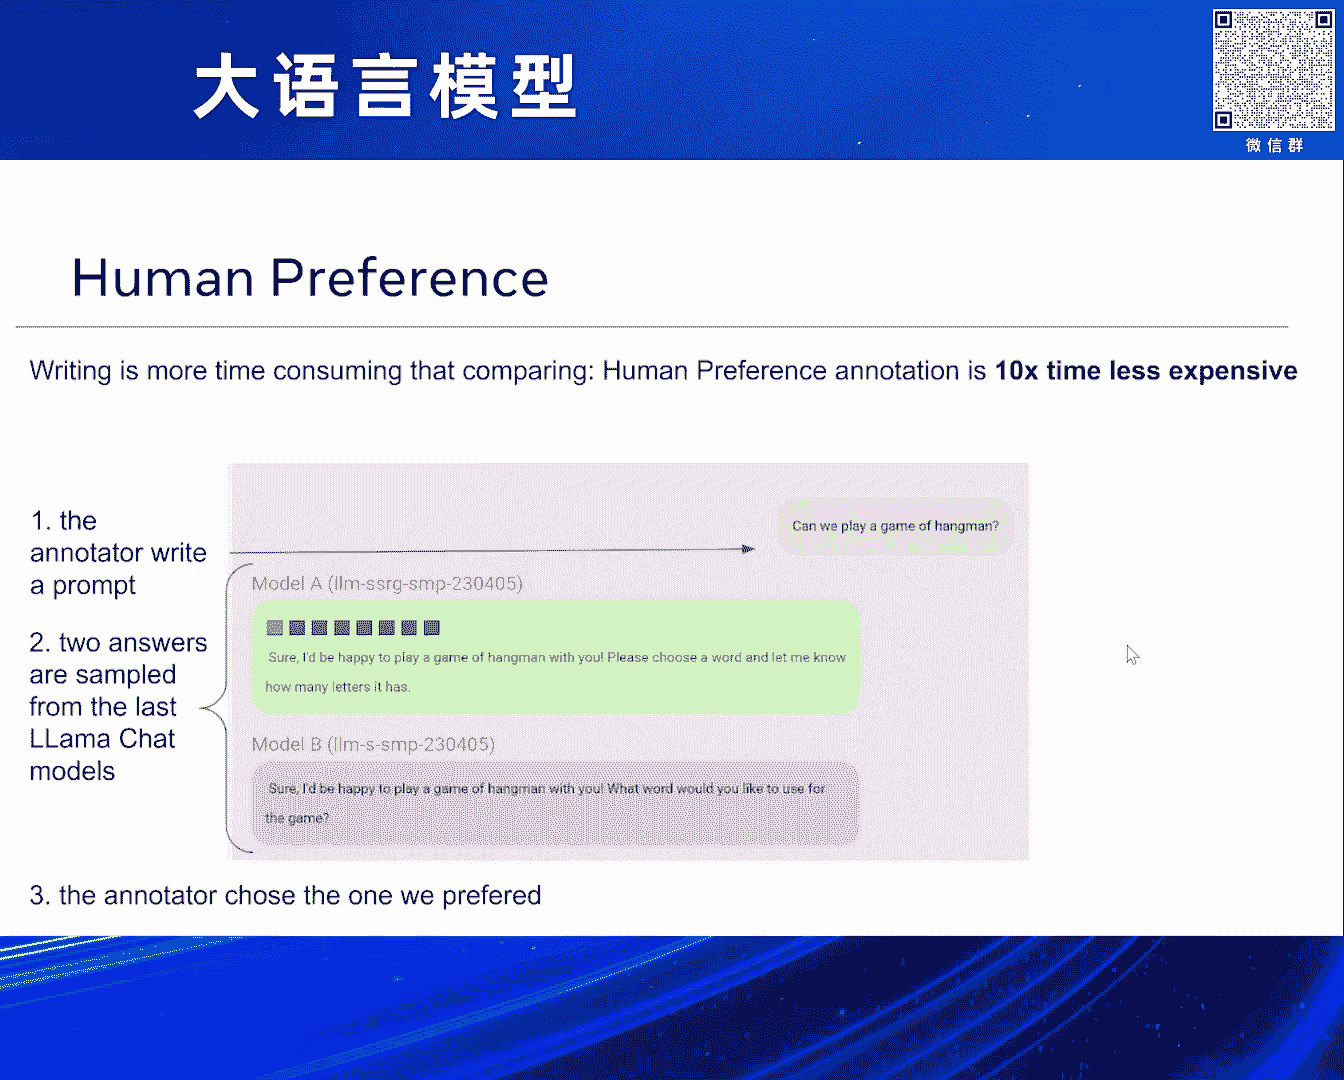 大语言模型
微信群
Human Preference
Writing is more time consuming that comparing: Human Preference annotation is 10x time less expensive
1. the
annotator write
a prompt
Can we play a game of hangman?
2. two answers
are sampled
from the last
LLama Chat
models
Model A (llm-ssrg-smp-230405)
Sure, I'd be happy to play a game of hangman with you! Please choose a word and let me know
how many letters it has.
Model B (llm-s-smp-230405)
Sure, I'd be happy to play a game of hangman with you! What word would you like to use for
the game?
3. the annotator chose the one we prefered